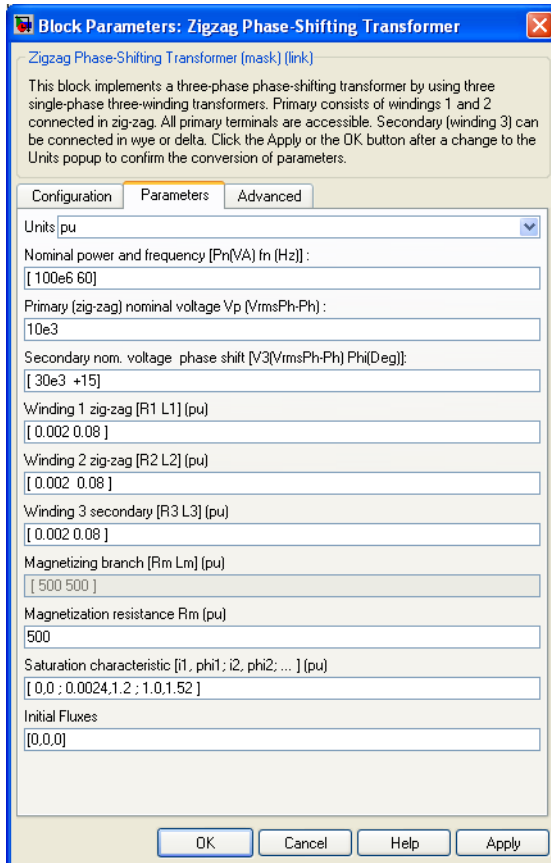 Block Parameters: Zigzag Phase-Shifting Transformer
Zigzag Phase-Shifting Transformer (mask) (link)
This block implements a three-phase phase-shifting transformer by using three
single-phase three-winding transformers. Primary consists of windings 1 and 2
connected in zig-zag. All primary terminals are accessible. Secondary (winding 3) can
be connected in wye or delta. Click the Apply or the OK button after a change to the
Units popup to confirm the conversion of parameters.
Configuration Parameters Advanced
Units pu
Nominal power and frequency [Pn(VA) fn (Hz)] :
[ 100e6 60]
Primary (zig-zag) nominal voltage Vp (VrmsPh-Ph) :
10e3
Secondary nom. voltage phase shift [V3(VrmsPh-Ph) Phi(Deg)]:
[ 30e3 +15]
Winding 1 zig-zag [R1 L1] (pu)
[ 0.002 0.08 ]
Winding 2 zig-zag [R2 L2] (pu)
[ 0.002 0.08 ]
Winding 3 secondary [R3 L3] (pu)
[ 0.002 0.08 ]
Magnetizing branch [Rm Lm] (pu)
[ 500 500 ]
Magnetization resistance Rm (pu)
500
Saturation characteristic [i1, phi1; i2, phi2; ... ] (pu)
[ 0,0 ; 0.0024,1.2 ; 1.0,1.52 ]
Initial Fluxes
[0,0,0]
OK Cancel Help Apply